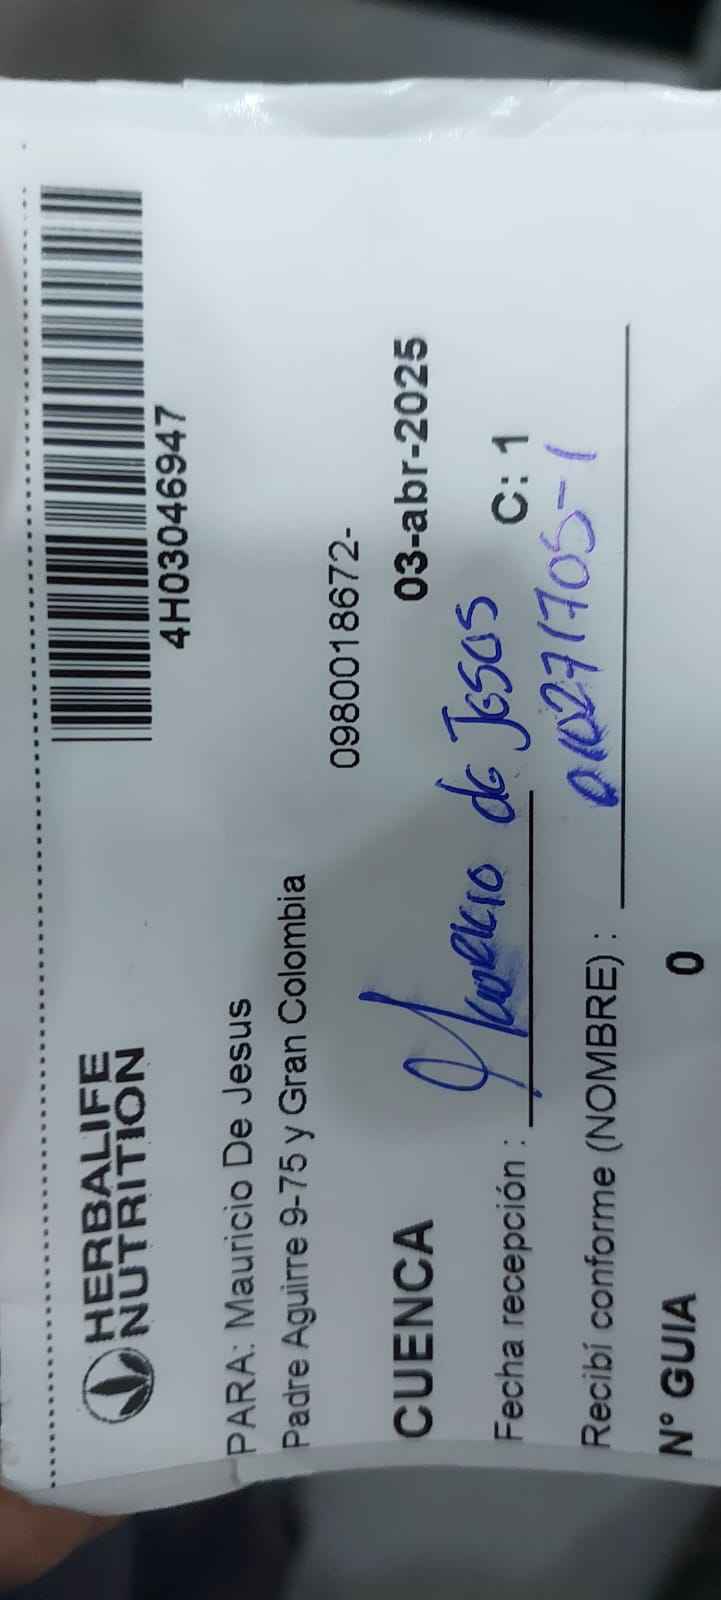 HERBALIFE
NUTRITION
4H03046947
PARA: Mauricio De Jesus
Padre Aguirre 9-75 y Gran Colombia
0980018672-
CUENCA 03-abr-2025
Fecha recepción : Mauricio de Jesus C: 1
Recibí conforme (NOMBRE) :
N° GUIA 0